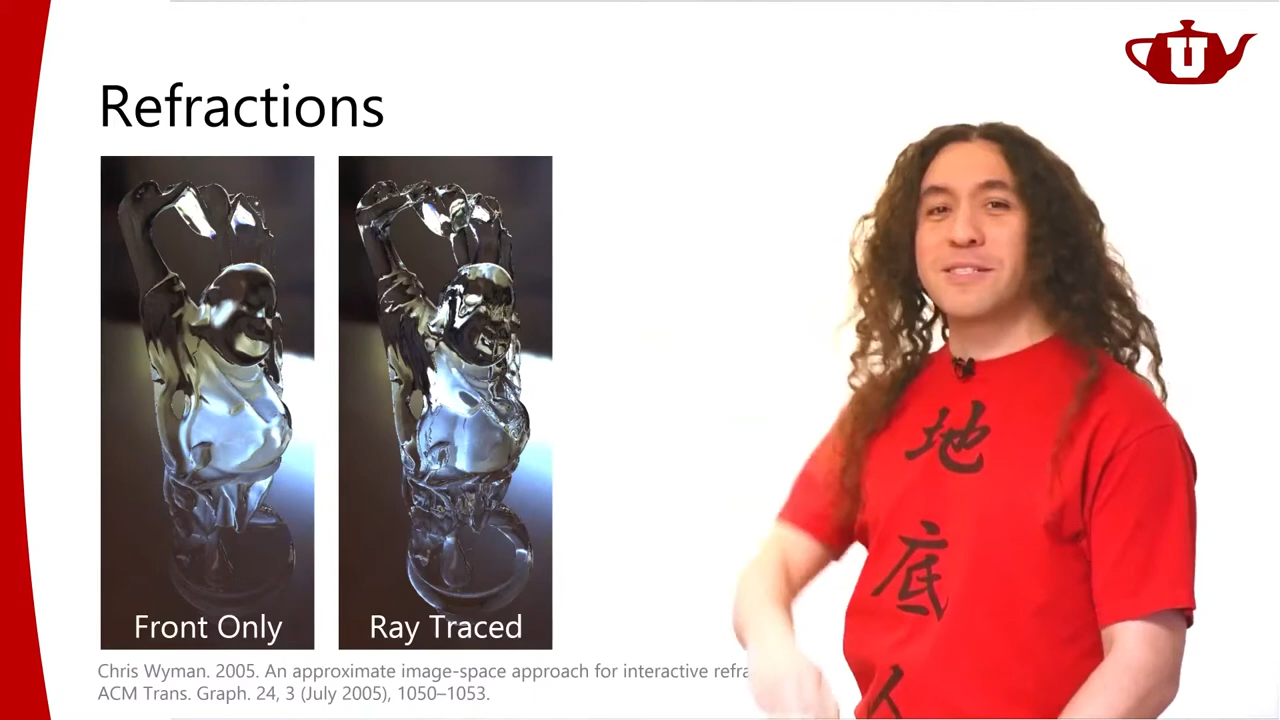 U
Refractions
Front Only
Ray Traced
Chris Wyman. 2005. An approximate image-space approach for interactive
ACM Trans. Graph. 24, 3 (July 2005), 1050–1053.
地
底
人